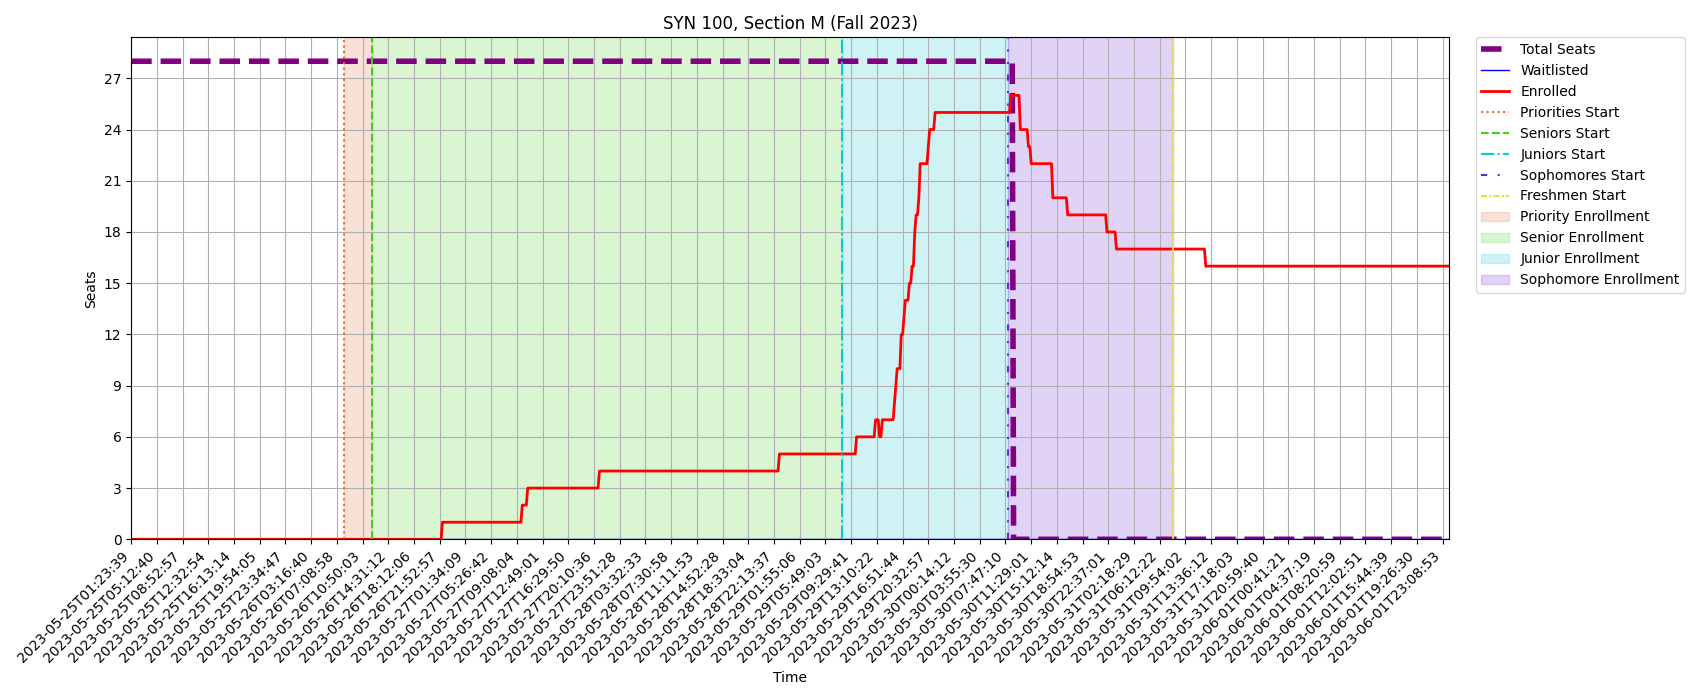 SYN 100, Section M (Fall 2023)
Seats
27
24
21
18
15
12
9
6
3
0
2023-05-25T01:23:39
2023-05-25T05:12:40
2023-05-25T08:52:57
2023-05-25T12:32:54
2023-05-25T16:13:14
2023-05-25T19:54:05
2023-05-25T23:34:47
2023-05-26T03:16:40
2023-05-26T07:08:58
2023-05-26T10:50:03
2023-05-26T14:31:12
2023-05-26T18:12:06
2023-05-26T21:52:57
2023-05-27T01:34:09
2023-05-27T05:26:42
2023-05-27T09:08:04
2023-05-27T12:49:01
2023-05-27T16:29:50
2023-05-27T20:10:36
2023-05-27T23:51:28
2023-05-28T03:32:33
2023-05-28T07:30:58
2023-05-28T11:11:53
2023-05-28T14:52:28
2023-05-28T18:33:04
2023-05-28T22:13:37
2023-05-29T01:55:06
2023-05-29T05:49:03
2023-05-29T09:29:41
2023-05-29T13:10:22
2023-05-29T16:51:44
2023-05-29T20:32:57
2023-05-30T00:14:12
2023-05-30T03:55:30
2023-05-30T07:47:10
2023-05-30T11:29:01
2023-05-30T15:12:14
2023-05-30T18:54:53
2023-05-30T22:37:01
2023-05-31T02:18:29
2023-05-31T06:12:22
2023-05-31T09:54:02
2023-05-31T13:36:12
2023-05-31T17:18:03
2023-05-31T20:59:40
2023-06-01T00:41:21
2023-06-01T04:37:19
2023-06-01T08:20:59
2023-06-01T12:02:51
2023-06-01T15:44:39
2023-06-01T19:26:30
2023-06-01T23:08:53
Time
Total Seats
Waitlisted
Enrolled
Priorities Start
Seniors Start
Juniors Start
Sophomores Start
Freshmen Start
Priority Enrollment
Senior Enrollment
Junior Enrollment
Sophomore Enrollment